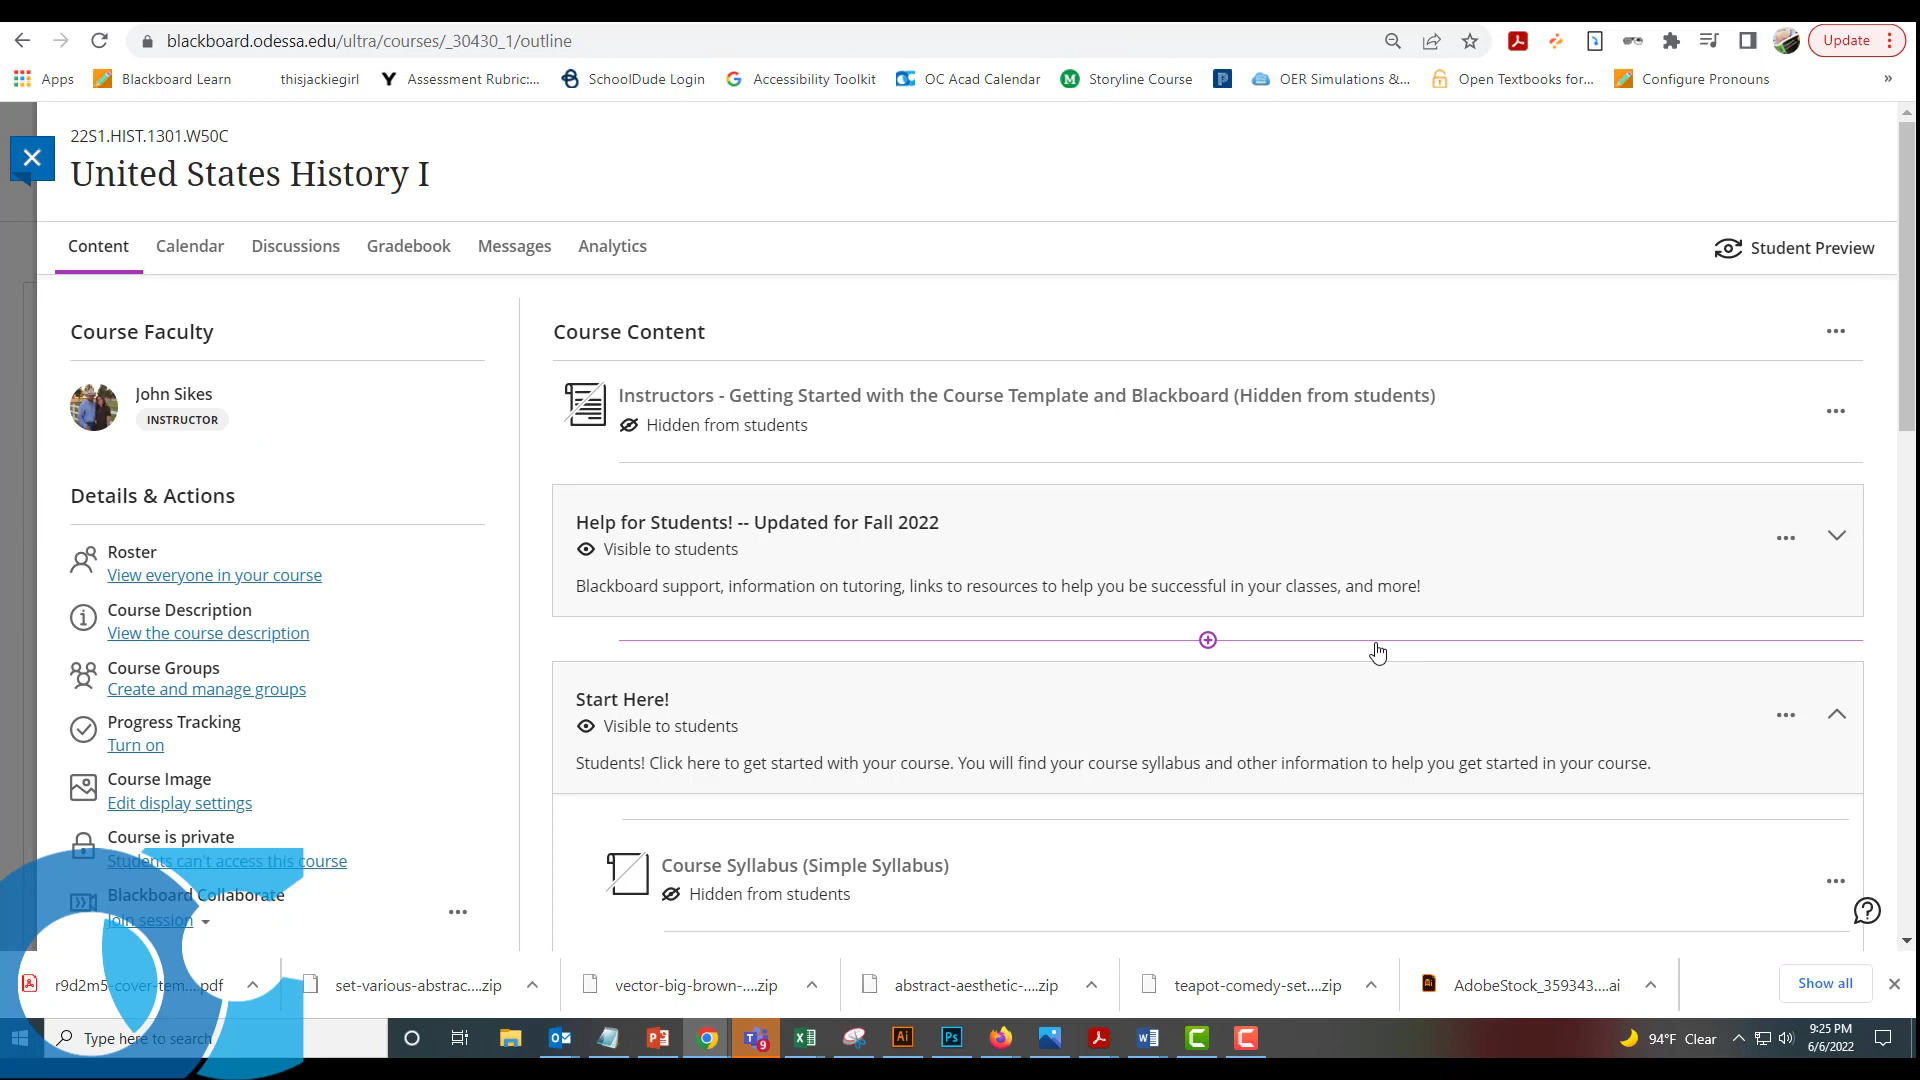 blackboard.odessa.edu/ultra/courses/_30430_1/outline
Update
Apps
Blackboard Learn
thisjackiegirl
Assessment Rubric:...
SchoolDude Login
Accessibility Toolkit
OC Acad Calendar
Storyline Course
OER Simulations &...
Open Textbooks for...
Configure Pronouns
»
22S1.HIST.1301.W50C
United States History I
Content
Calendar
Discussions
Gradebook
Messages
Analytics
Student Preview
Course Faculty
John Sikes
INSTRUCTOR
Details & Actions
Roster
View everyone in your course
Course Description
View the course description
Course Groups
Create and manage groups
Progress Tracking
Turn on
Course Image
Edit display settings
Course is private
Students can't access this course
Blackboard Collaborate
Join session
Course Content
Instructors - Getting Started with the Course Template and Blackboard (Hidden from students)
Hidden from students
Help for Students! -- Updated for Fall 2022
Visible to students
Blackboard support, information on tutoring, links to resources to help you be successful in your classes, and more!
Start Here!
Visible to students
Students! Click here to get started with your course. You will find your course syllabus and other information to help you get started in your course.
Course Syllabus (Simple Syllabus)
Hidden from students
r9d2m5-cover-tem....pdf
set-various-abstrac....zip
vector-big-brown-....zip
abstract-aesthetic-....zip
teapot-comedy-set....zip
AdobeStock_359343....ai
Show all
Type here to search
9
94°F Clear
9:25 PM
6/6/2022